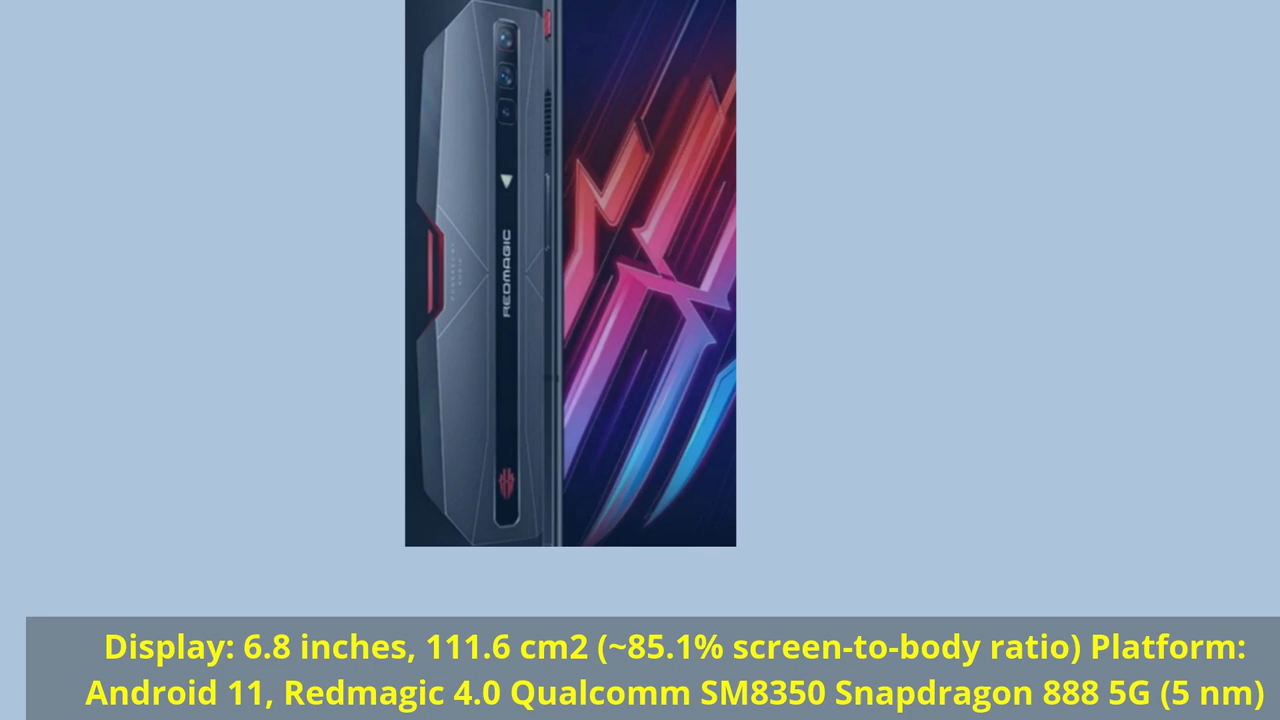 REDMAGIC
Display: 6.8 inches, 111.6 cm2 (~85.1% screen-to-body ratio) Platform:
Android 11, Redmagic 4.0 Qualcomm SM8350 Snapdragon 888 5G (5 nm)